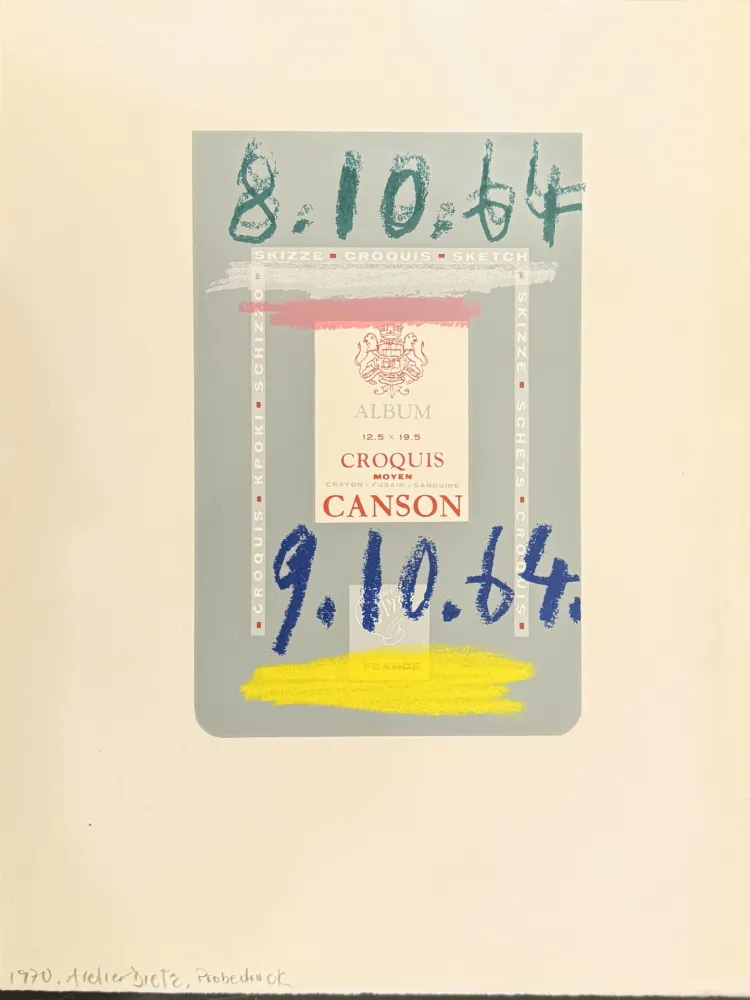 8.10.64
SKIZZE ▪ CROQUIS ▪ SKETCH
CROQUIS ▪ KPOKI ▪ SCHIZZO
SKIZZE ▪ SCHETS ▪ CROQUIS
ALBUM
12.5 × 19.5
CROQUIS
MOYEN
CRAYON - FUSAIN - SANGUINE
CANSON
9.10.64.
FRANCE
1970, Atelier Dietz, Probedruck